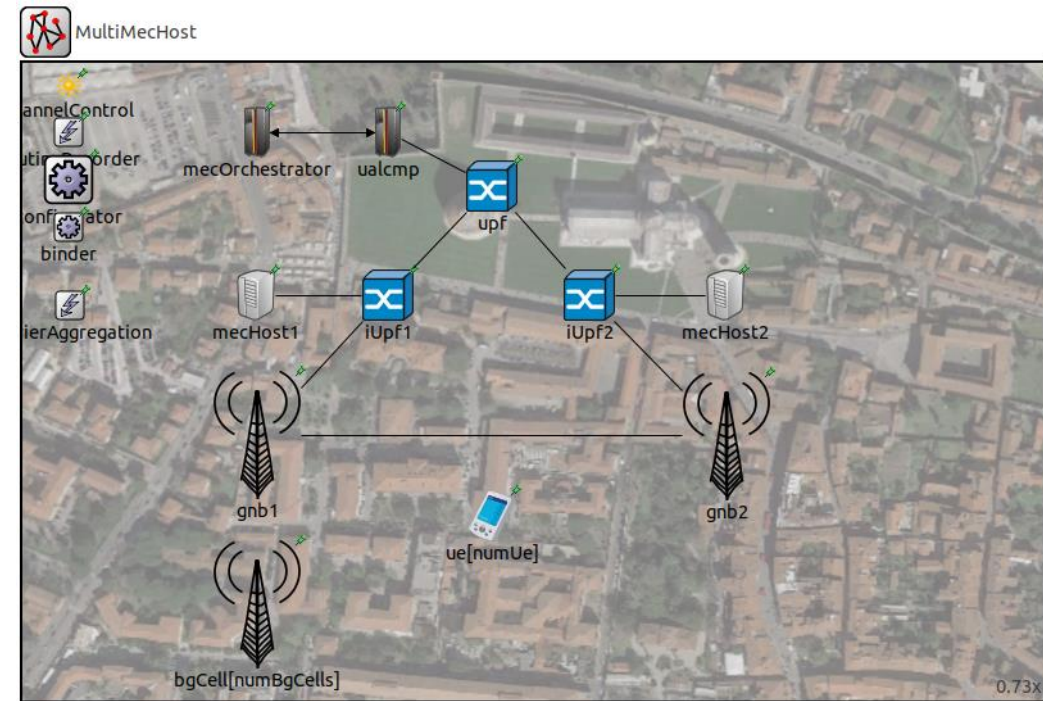 MultiMecHost
annelControl
mecOrchestrator
ualcmp
upf
binder
ierAggregation
mecHost1
iUpf1
iUpf2
mecHost2
gnb1
gnb2
ue[numUe]
bgCell[numBgCells]
0.73x